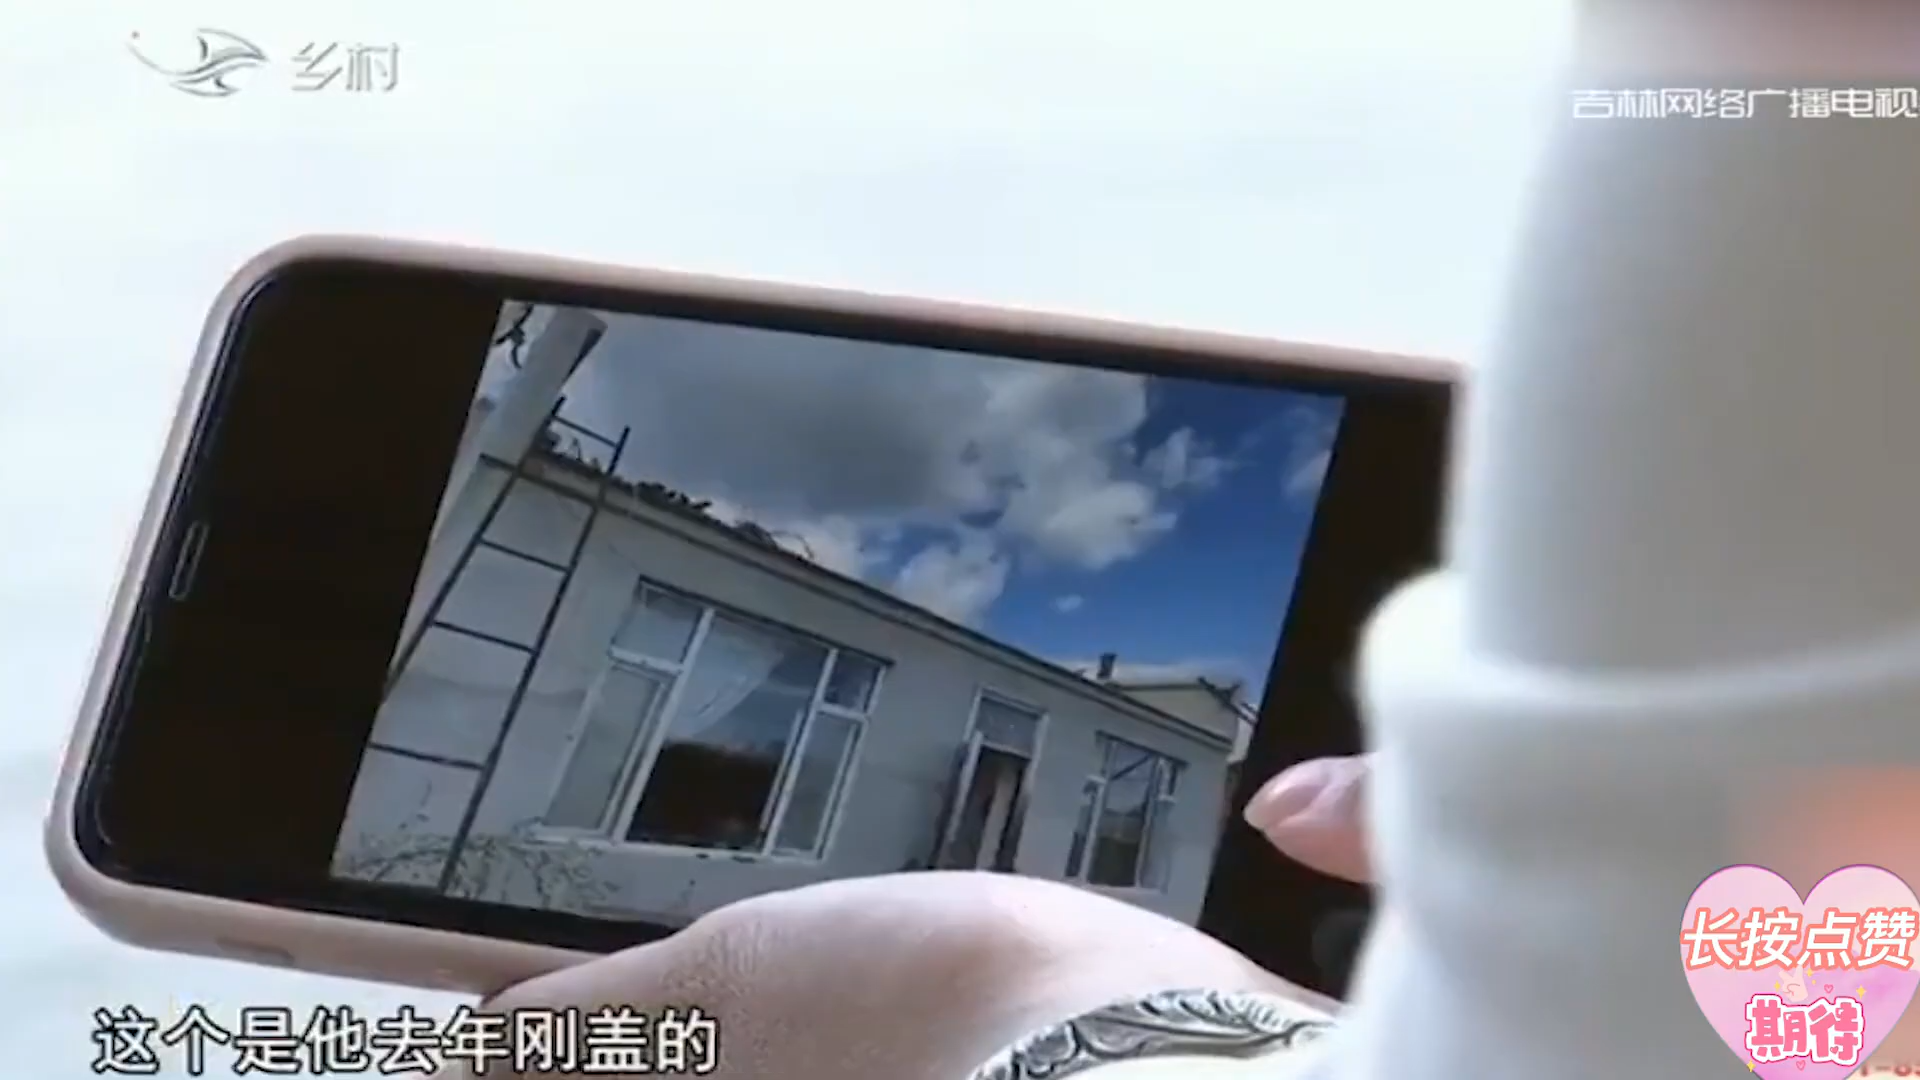 乡村
吉林网络广播电视
这个是他去年刚盖的
长按点赞
期待